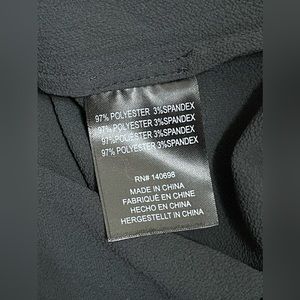 97% POLYESTER 3%SPANDEX
97% POLYESTER 3%SPANDEX
97% POLYESTER 3%SPANDEX
97% POLYESTER 3%SPANDEX
RN# 140698
MADE IN CHINA
FABRIQUÉ EN CHINE
HECHO EN CHINA
HERGESTELLT IN CHINA